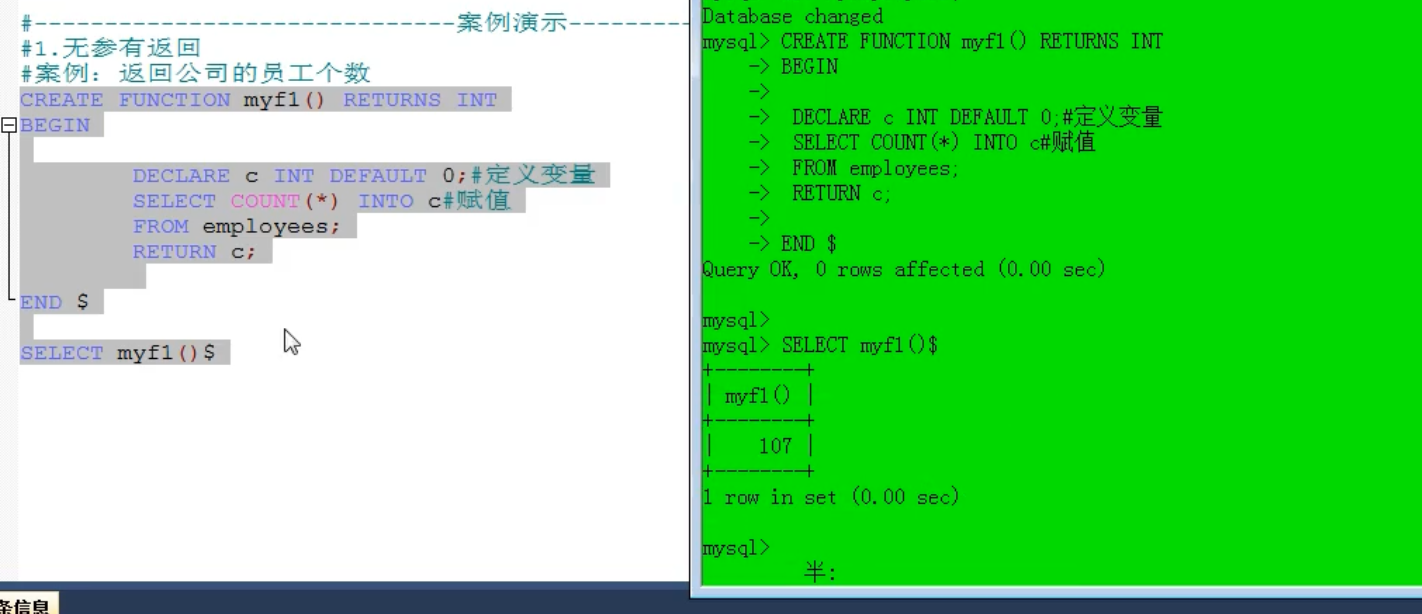 #------------------------------案例演示---------
#1.无参有返回
#案例：返回公司的员工个数
CREATE FUNCTION myf1() RETURNS INT
BEGIN
DECLARE c INT DEFAULT 0;#定义变量
SELECT COUNT(*) INTO c#赋值
FROM employees;
RETURN c;
END $
SELECT myf1()$
条信息
Database changed
mysql> CREATE FUNCTION myf1() RETURNS INT
-> BEGIN
->
-> DECLARE c INT DEFAULT 0;#定义变量
-> SELECT COUNT(*) INTO c#赋值
-> FROM employees;
-> RETURN c;
->
-> END $
Query OK, 0 rows affected (0.00 sec)
mysql>
mysql> SELECT myf1()$
+--------+
| myf1() |
+--------+
|    107 |
+--------+
1 row in set (0.00 sec)
mysql>
半: